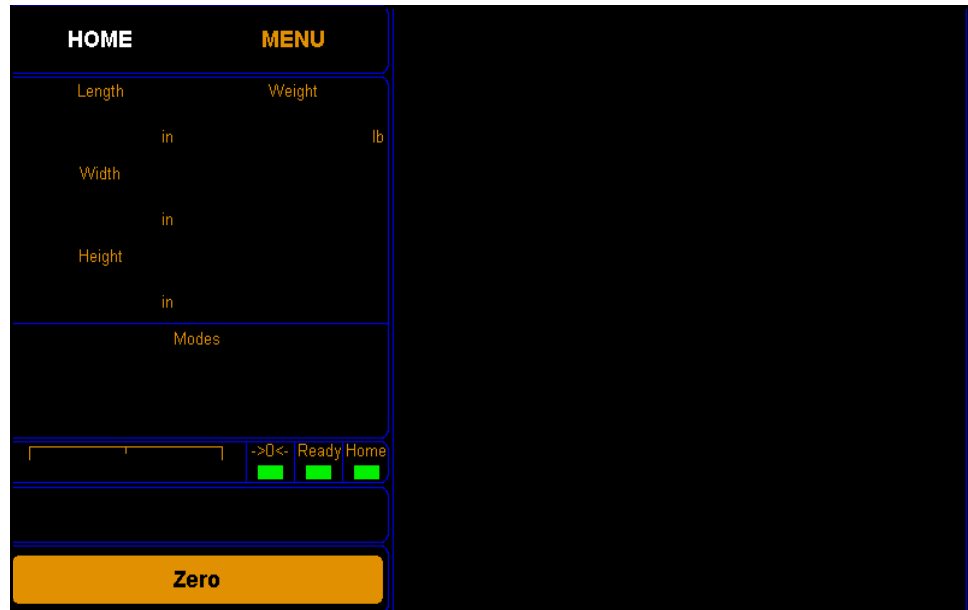 HOME MENU
Length Weight
in lb
Width
in
Height
in
Modes
->0<- Ready Home
Zero